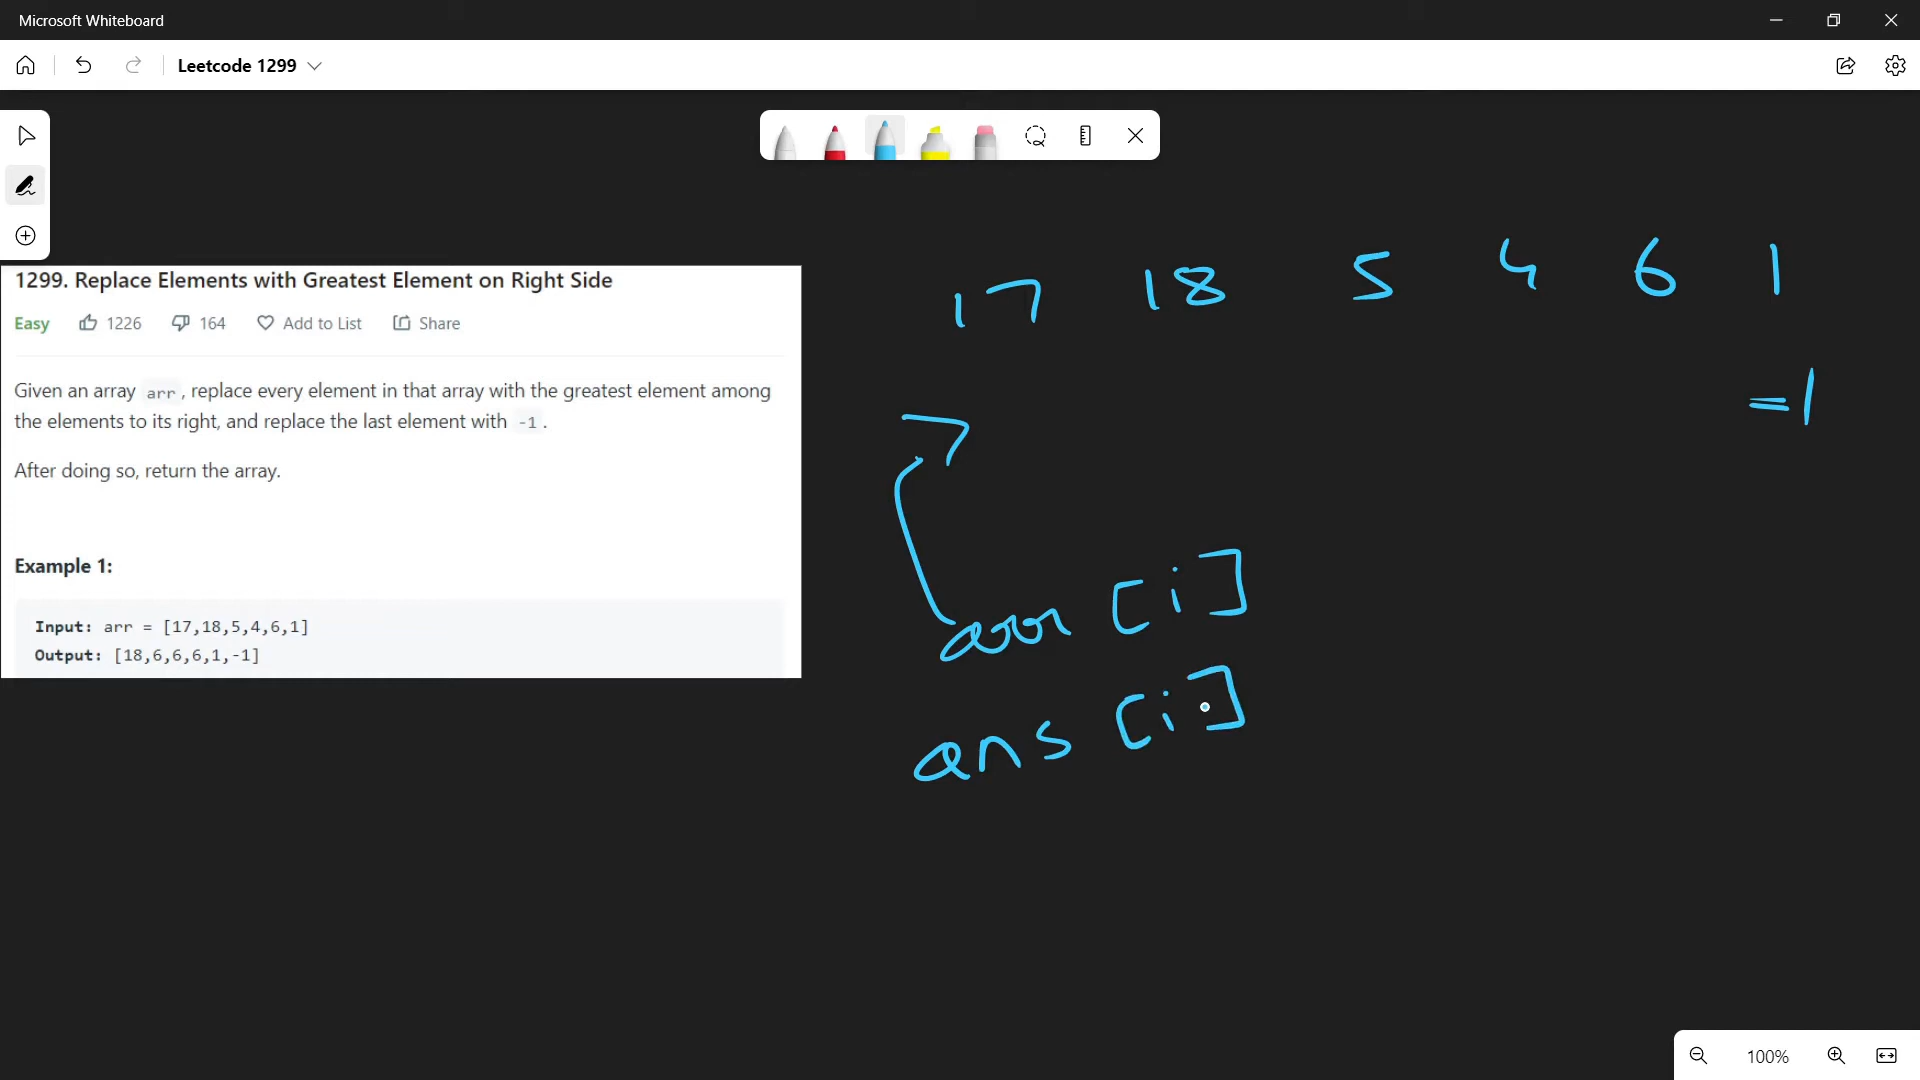 Microsoft Whiteboard
Leetcode 1299
1299. Replace Elements with Greatest Element on Right Side
Easy 1226 164 Add to List Share
Given an array arr, replace every element in that array with the greatest element among
the elements to its right, and replace the last element with -1.
After doing so, return the array.
Example 1:
Input: arr = [17,18,5,4,6,1]
Output: [18,6,6,6,1,-1]
17 18 5 4 6 1
=1
7
arr [i]
ans [i]
100%